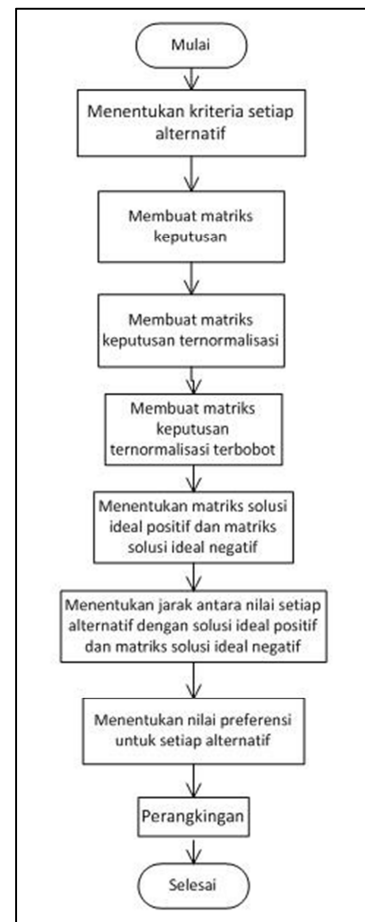 Mulai
Menentukan kriteria setiap
alternatif
Membuat matriks
keputusan
Membuat matriks
keputusan ternormalisasi
Membuat matriks
keputusan
ternormalisasi terbobot
Menentukan matriks solusi
ideal positif dan matriks
solusi ideal negatif
Menentukan jarak antara nilai setiap
alternatif dengan solusi ideal positif
dan matriks solusi ideal negatif
Menentukan nilai preferensi
untuk setiap alternatif
Perangkingan
Selesai